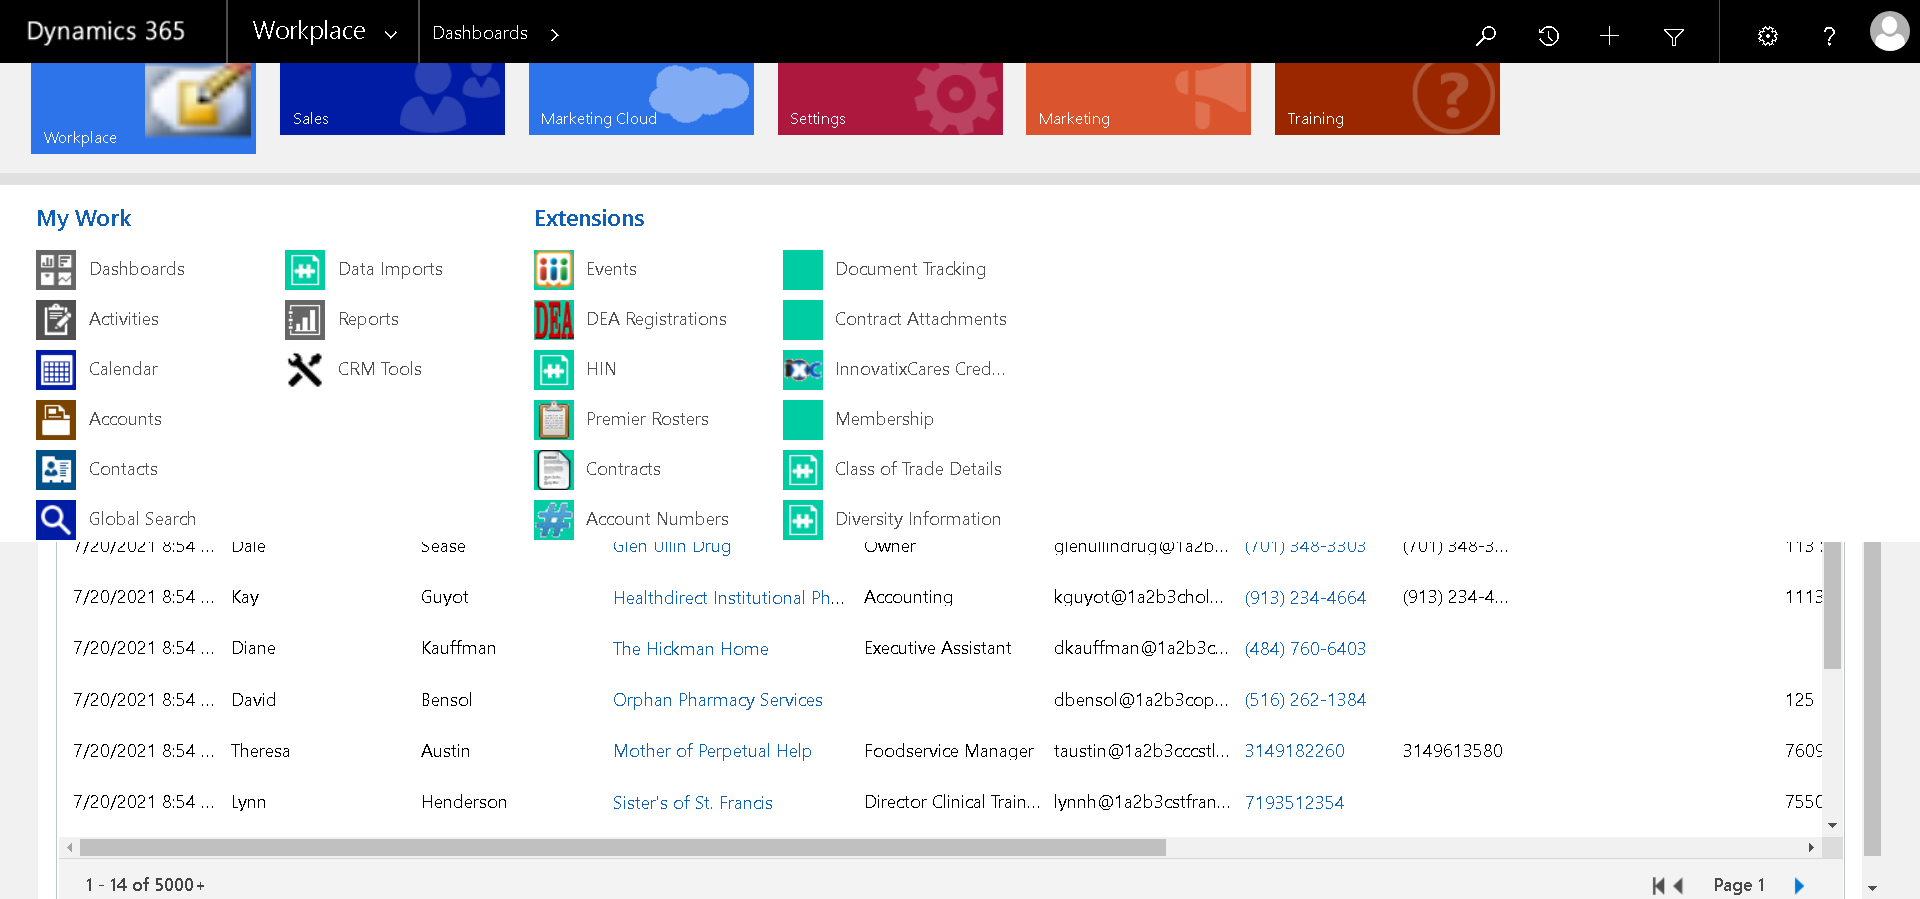 Dynamics 365 Workplace Dashboards
Workplace Sales Marketing Cloud Settings Marketing Training
My Work Extensions
Dashboards Data Imports Events Document Tracking
Activities Reports DEA DEA Registrations Contract Attachments
Calendar CRM Tools HIN ixc InnovatixCares Cred...
Accounts Premier Rosters Membership
Contacts Contracts Class of Trade Details
Global Search # Account Numbers Diversity Information
7/20/2021 8:54 ... Dale Sease Glen Ullin Drug Owner glenullindrug@1a2b... (701) 348-3303 (701) 348-3... 113
7/20/2021 8:54 ... Kay Guyot Healthdirect Institutional Ph... Accounting kguyot@1a2b3chol... (913) 234-4664 (913) 234-4... 1113
7/20/2021 8:54 ... Diane Kauffman The Hickman Home Executive Assistant dkauffman@1a2b3c... (484) 760-6403
7/20/2021 8:54 ... David Bensol Orphan Pharmacy Services dbensol@1a2b3cop... (516) 262-1384 125
7/20/2021 8:54 ... Theresa Austin Mother of Perpetual Help Foodservice Manager taustin@1a2b3cccstl... 3149182260 3149613580 7609
7/20/2021 8:54 ... Lynn Henderson Sister's of St. Francis Director Clinical Train... lynnh@1a2b3cstfran... 7193512354 7550
1 - 14 of 5000+ Page 1